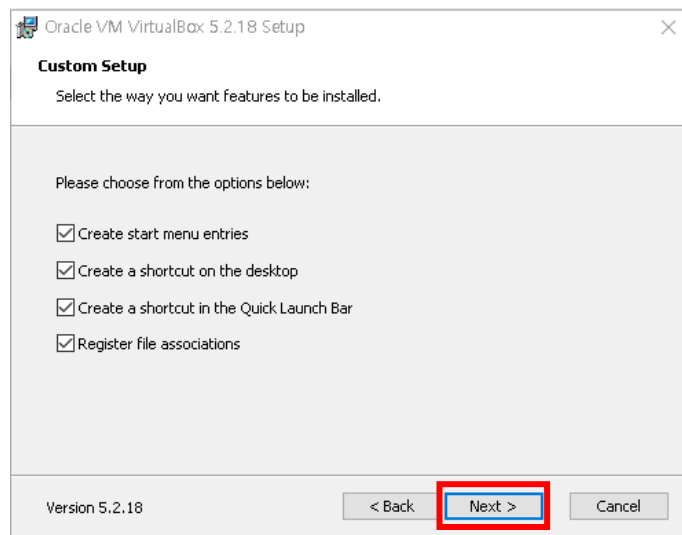 Oracle VM VirtualBox 5.2.18 Setup
Custom Setup
Select the way you want features to be installed.
Please choose from the options below:
Create start menu entries
Create a shortcut on the desktop
Create a shortcut in the Quick Launch Bar
Register file associations
Version 5.2.18
< Back
Next >
Cancel